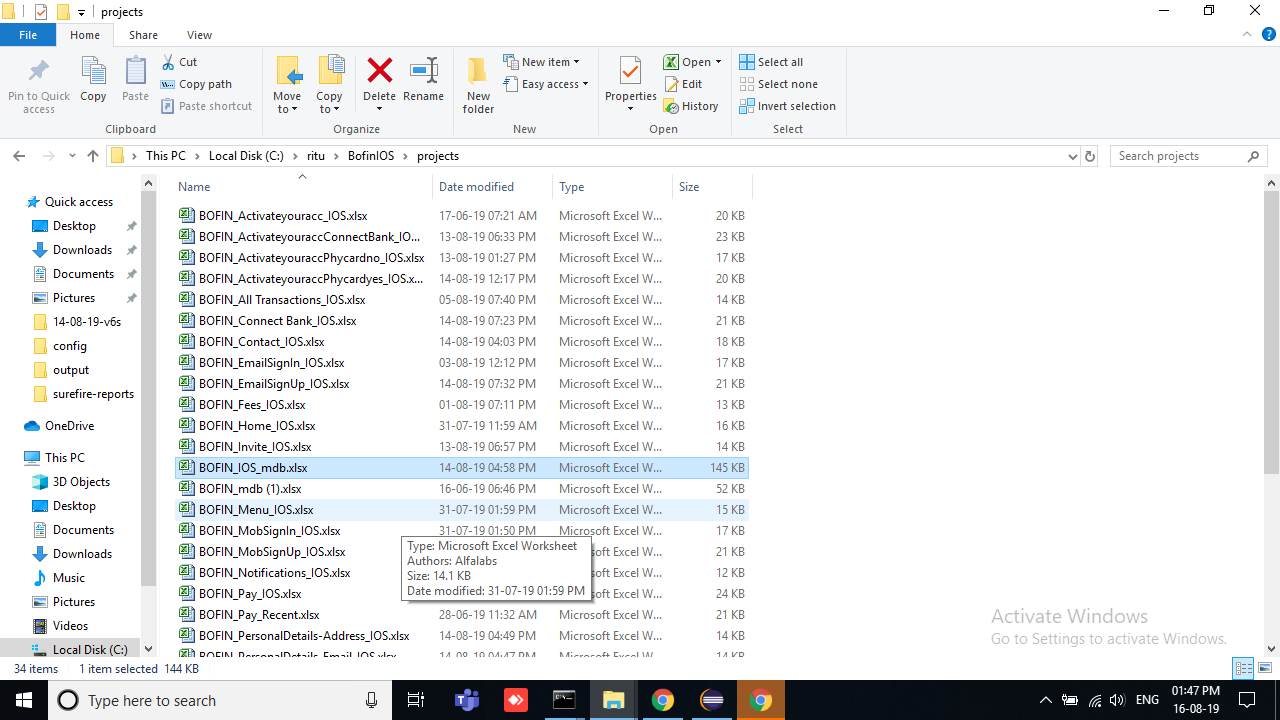 projects
File Home Share View
Pin to Quick access
Copy
Paste
Cut
Copy path
Paste shortcut
Clipboard
Move to
Copy to
Delete
Rename
Organize
New folder
New item
Easy access
New
Properties
Open
Edit
History
Open
Select all
Select none
Invert selection
Select
This PC Local Disk (C:) ritu BofinIOS projects
Search projects
Quick access
Desktop
Downloads
Documents
Pictures
14-08-19-v6s
config
output
surefire-reports
OneDrive
This PC
3D Objects
Desktop
Documents
Downloads
Music
Pictures
Videos
Local Disk (C:)
Name Date modified Type Size
BOFIN_Activateyouracc_IOS.xlsx 17-06-19 07:21 AM Microsoft Excel W... 20 KB
BOFIN_ActivateyouraccConnectBank_IO... 13-08-19 06:33 PM Microsoft Excel W... 23 KB
BOFIN_ActivateyouraccPhycardno_IOS.xlsx 13-08-19 01:27 PM Microsoft Excel W... 17 KB
BOFIN_ActivateyouraccPhycardyes_IOS.x... 14-08-19 12:17 PM Microsoft Excel W... 20 KB
BOFIN_All Transactions_IOS.xlsx 05-08-19 07:40 PM Microsoft Excel W... 14 KB
BOFIN_Connect Bank_IOS.xlsx 14-08-19 07:23 PM Microsoft Excel W... 21 KB
BOFIN_Contact_IOS.xlsx 14-08-19 04:03 PM Microsoft Excel W... 18 KB
BOFIN_EmailSignIn_IOS.xlsx 03-08-19 12:12 PM Microsoft Excel W... 17 KB
BOFIN_EmailSignUp_IOS.xlsx 14-08-19 07:32 PM Microsoft Excel W... 21 KB
BOFIN_Fees_IOS.xlsx 01-08-19 07:11 PM Microsoft Excel W... 13 KB
BOFIN_Home_IOS.xlsx 31-07-19 11:59 AM Microsoft Excel W... 16 KB
BOFIN_Invite_IOS.xlsx 13-08-19 06:57 PM Microsoft Excel W... 14 KB
BOFIN_IOS_mdb.xlsx 14-08-19 04:58 PM Microsoft Excel W... 145 KB
BOFIN_mdb (1).xlsx 16-06-19 06:46 PM Microsoft Excel W... 52 KB
BOFIN_Menu_IOS.xlsx 31-07-19 01:59 PM Microsoft Excel W... 15 KB
BOFIN_MobSignIn_IOS.xlsx 31-07-19 01:50 PM Microsoft Excel W... 17 KB
BOFIN_MobSignUp_IOS.xlsx xcel W... 21 KB
BOFIN_Notifications_IOS.xlsx xcel W... 12 KB
BOFIN_Pay_IOS.xlsx xcel W... 24 KB
BOFIN_Pay_Recent.xlsx 28-06-19 11:32 AM Microsoft Excel W... 21 KB
BOFIN_PersonalDetails-Address_IOS.xlsx 14-08-19 04:49 PM Microsoft Excel W... 14 KB
BOFIN_PersonalDetails-Email_IOS.xlsx 14-08-19 04:47 PM Microsoft Excel W... 14 KB
Type: Microsoft Excel Worksheet
Authors: Alfalabs
Size: 14.1 KB
Date modified: 31-07-19 01:59 PM
Activate Windows
Go to Settings to activate Windows.
34 items 1 item selected 144 KB
Type here to search
ENG
01:47 PM
16-08-19